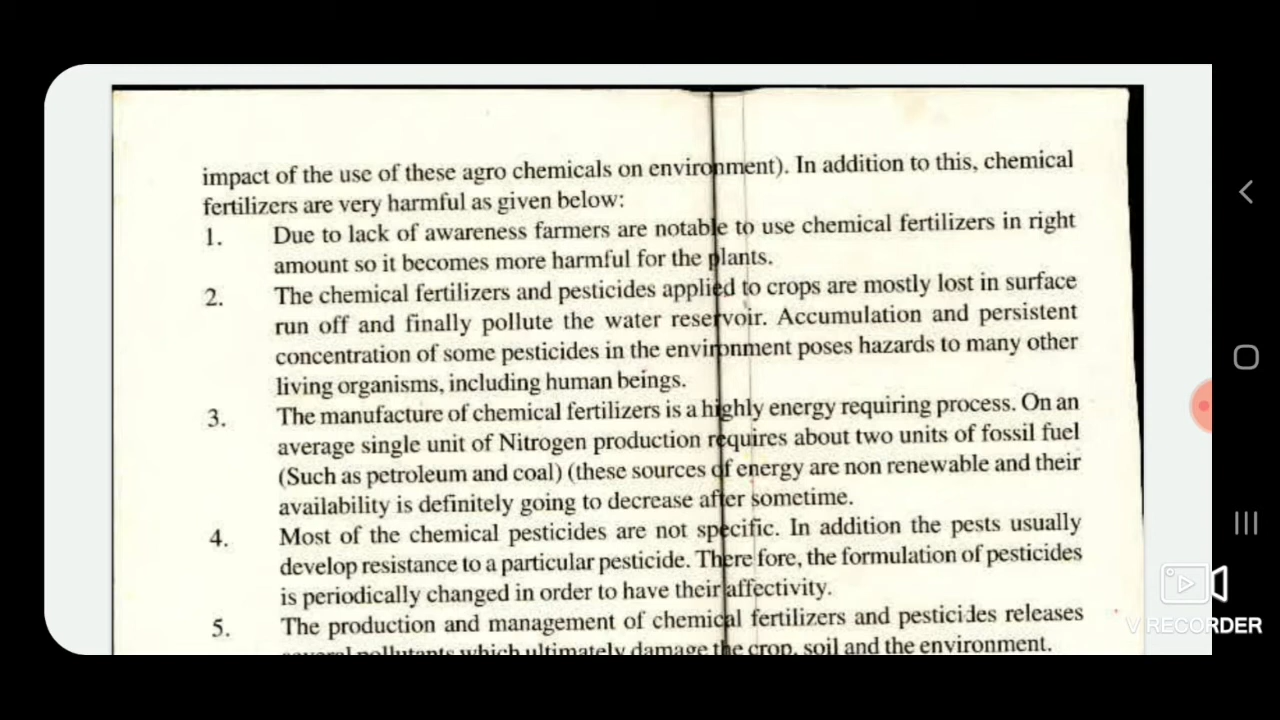 impact of the use of these agro chemicals on environment). In addition to this, chemical
fertilizers are very harmful as given below:
1. Due to lack of awareness farmers are notable to use chemical fertilizers in right
amount so it becomes more harmful for the plants.
2. The chemical fertilizers and pesticides applied to crops are mostly lost in surface
run off and finally pollute the water reservoir. Accumulation and persistent
concentration of some pesticides in the environment poses hazards to many other
living organisms, including human beings.
3. The manufacture of chemical fertilizers is a highly energy requiring process. On an
average single unit of Nitrogen production requires about two units of fossil fuel
(Such as petroleum and coal) (these sources of energy are non renewable and their
availability is definitely going to decrease after sometime.
4. Most of the chemical pesticides are not specific. In addition the pests usually
develop resistance to a particular pesticide. There fore, the formulation of pesticides
is periodically changed in order to have their affectivity.
5. The production and management of chemical fertilizers and pesticides releases
several pollutants which ultimately damage the crop, soil and the environment.
V RECORDER